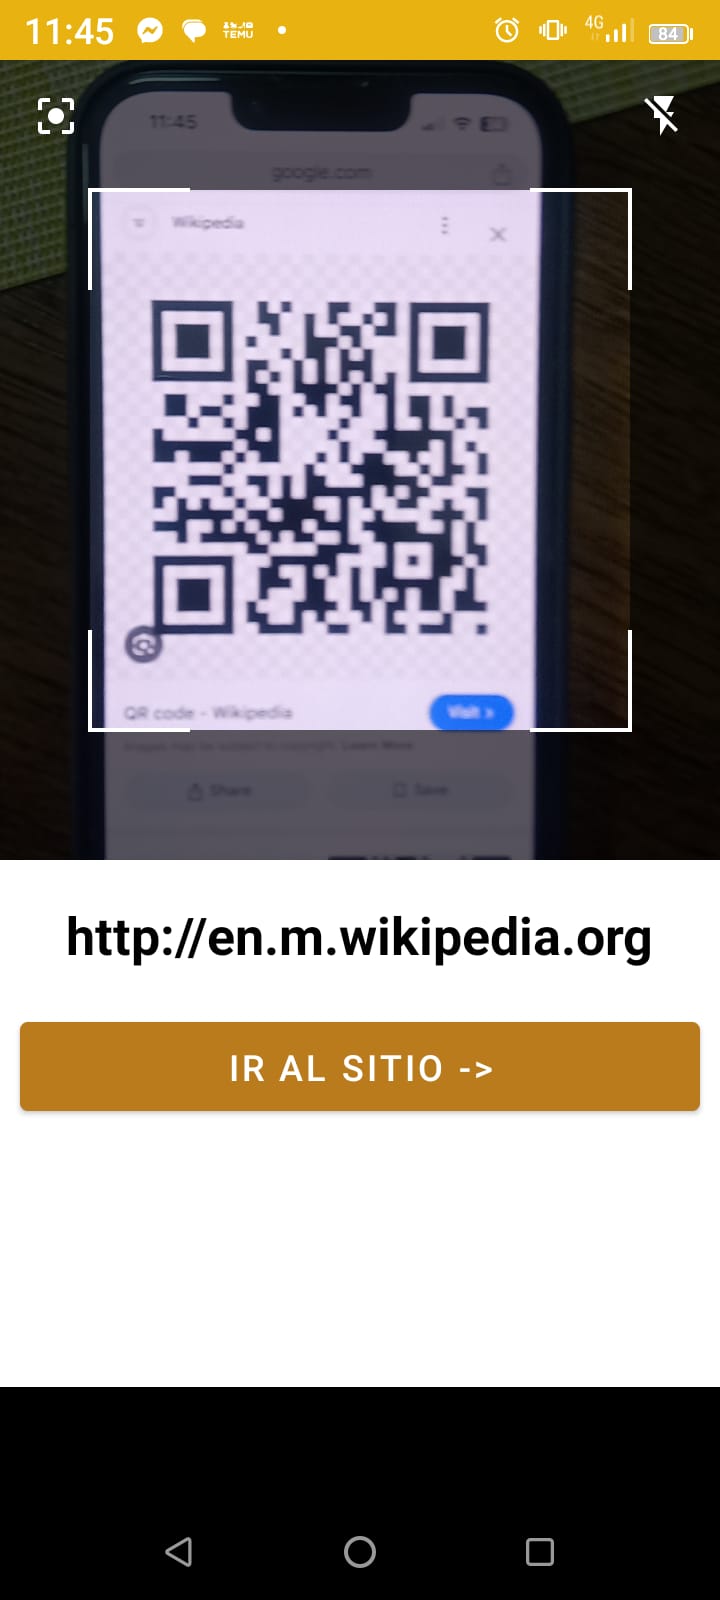 11:45
TEMU
4G
84
11:45
google.com
Wikipedia
QR code - Wikipedia
Visit >
Images may be subject to copyright. Learn More
Share
Save
http://en.m.wikipedia.org
IR AL SITIO ->